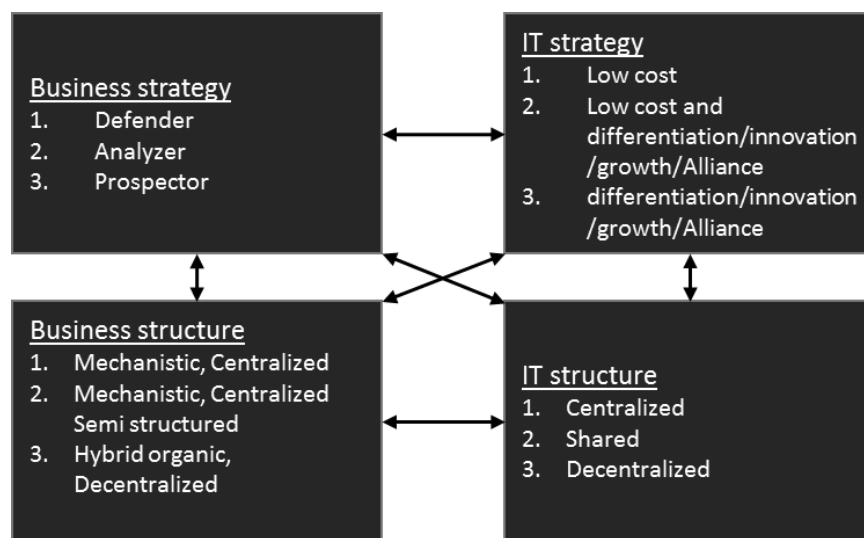 Business strategy
1. Defender
2. Analyzer
3. Prospector
IT strategy
1. Low cost
2. Low cost and
differentiation/innovation
/growth/Alliance
3. differentiation/innovation
/growth/Alliance
Business structure
1. Mechanistic, Centralized
2. Mechanistic, Centralized
Semi structured
3. Hybrid organic,
Decentralized
IT structure
1. Centralized
2. Shared
3. Decentralized